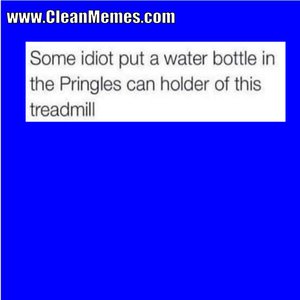 www.CleanMemes.com
Some idiot put a water bottle in
the Pringles can holder of this
treadmill